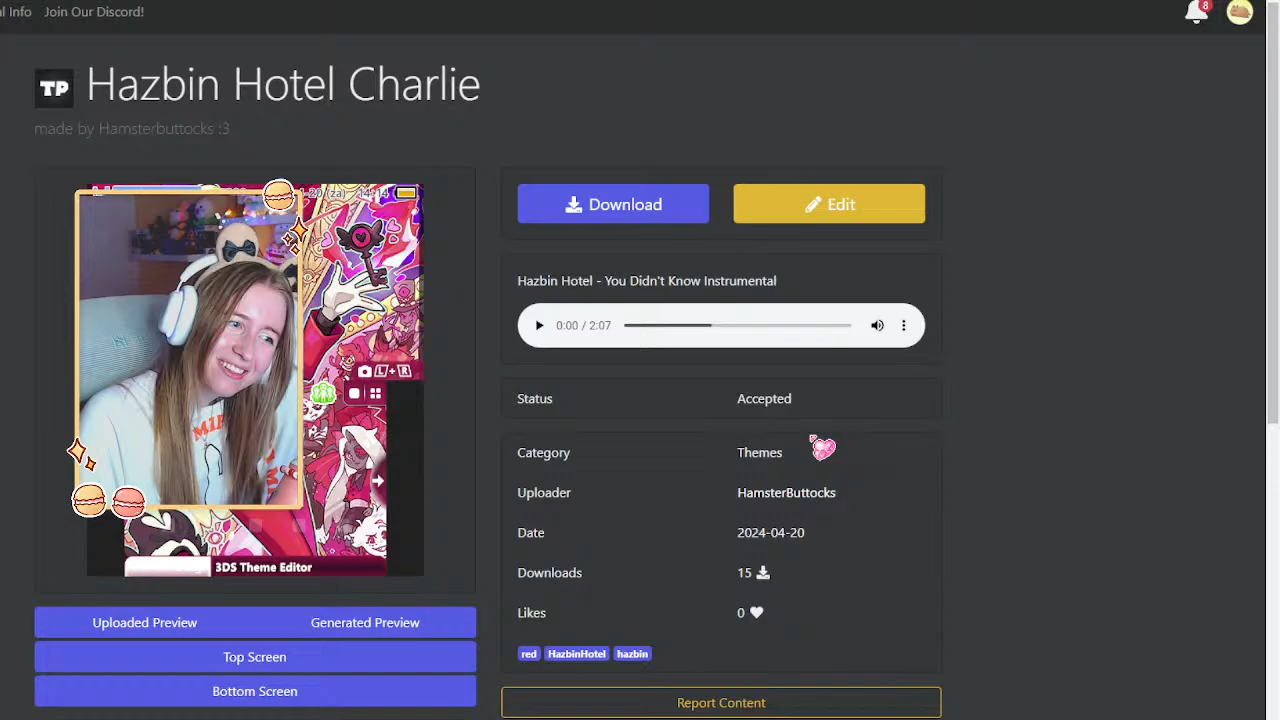 al Info Join Our Discord!
8
TP Hazbin Hotel Charlie
made by Hamsterbuttocks :3
14:14
L + R
3DS Theme Editor
Uploaded Preview Generated Preview
Top Screen
Bottom Screen
Download Edit
Hazbin Hotel - You Didn't Know Instrumental
0:00 / 2:07
Status Accepted
Category Themes
Uploader HamsterButtocks
Date 2024-04-20
Downloads 15
Likes 0
red HazbinHotel hazbin
Report Content